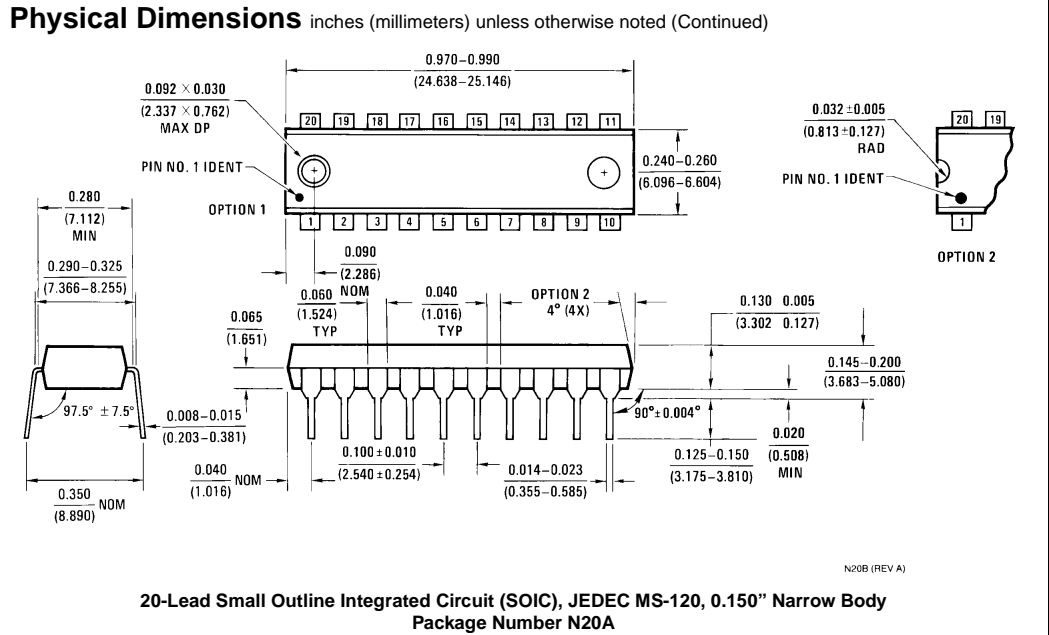 Physical Dimensions inches (millimeters) unless otherwise noted (Continued)
0.970–0.990
(24.638–25.146)
0.092 × 0.030
(2.337 × 0.762)
MAX DP
20 19 18 17 16 15 14 13 12 11
PIN NO. 1 IDENT
OPTION 1
1 2 3 4 5 6 7 8 9 10
0.240–0.260
(6.096–6.604)
0.032 ±0.005
(0.813 ±0.127)
RAD
PIN NO. 1 IDENT
20 19
1
OPTION 2
0.280
(7.112)
MIN
0.290–0.325
(7.366–8.255)
0.090
(2.286)
NOM
0.060
(1.524)
TYP
0.040
(1.016)
TYP
OPTION 2
4° (4X)
0.130 0.005
(3.302 0.127)
0.145–0.200
(3.683–5.080)
0.065
(1.651)
97.5° ±7.5°
0.008–0.015
(0.203–0.381)
90°±0.004°
0.020
(0.508)
MIN
0.125–0.150
(3.175–3.810)
0.100 ±0.010
(2.540 ±0.254)
0.014–0.023
(0.355–0.585)
0.040
(1.016)
NOM
0.350
(8.890)
NOM
N20B (REV A)
20-Lead Small Outline Integrated Circuit (SOIC), JEDEC MS-120, 0.150” Narrow Body
Package Number N20A